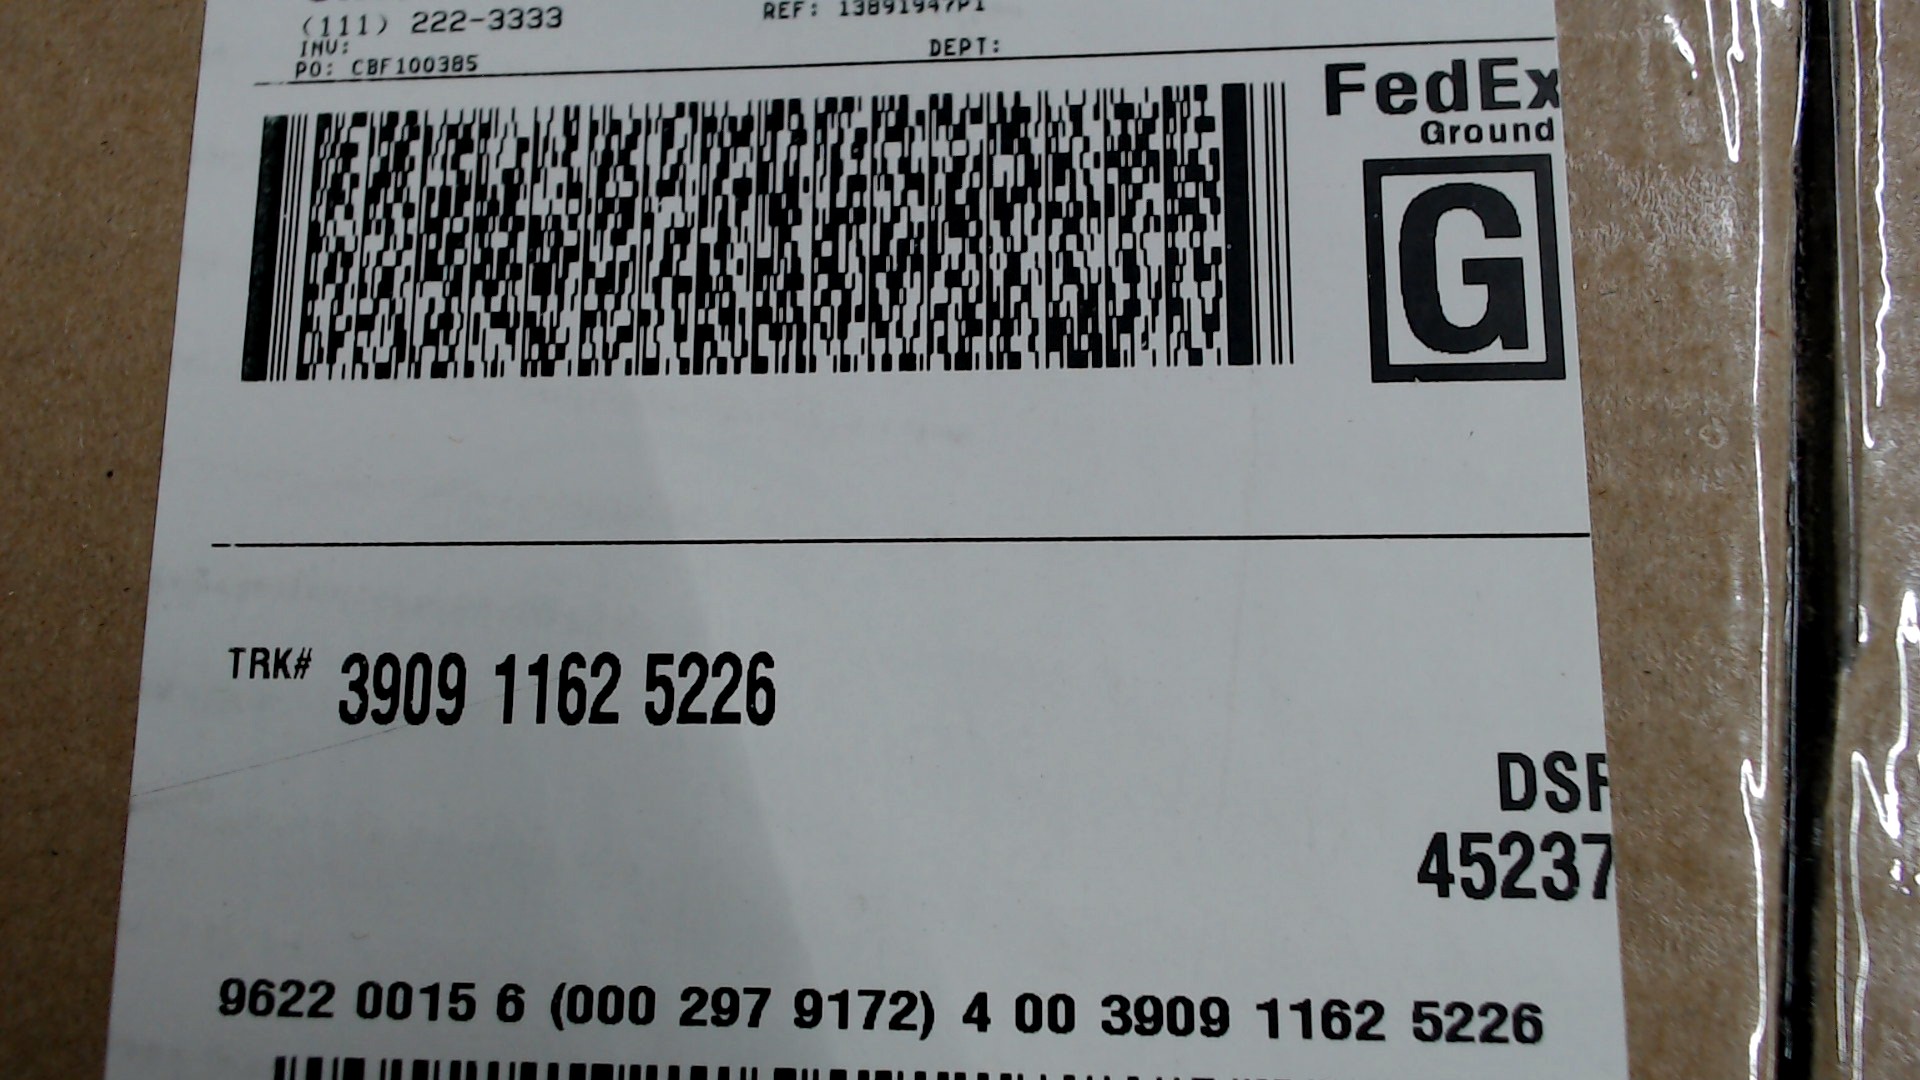 (111) 222-3333
REF: 13891947P1
INV:
PO: CBF100385
DEPT:
FedEx
Ground
G
TRK# 3909 1162 5226
45237
9622 0015 6 (000 297 9172) 4 00 3909 1162 5226